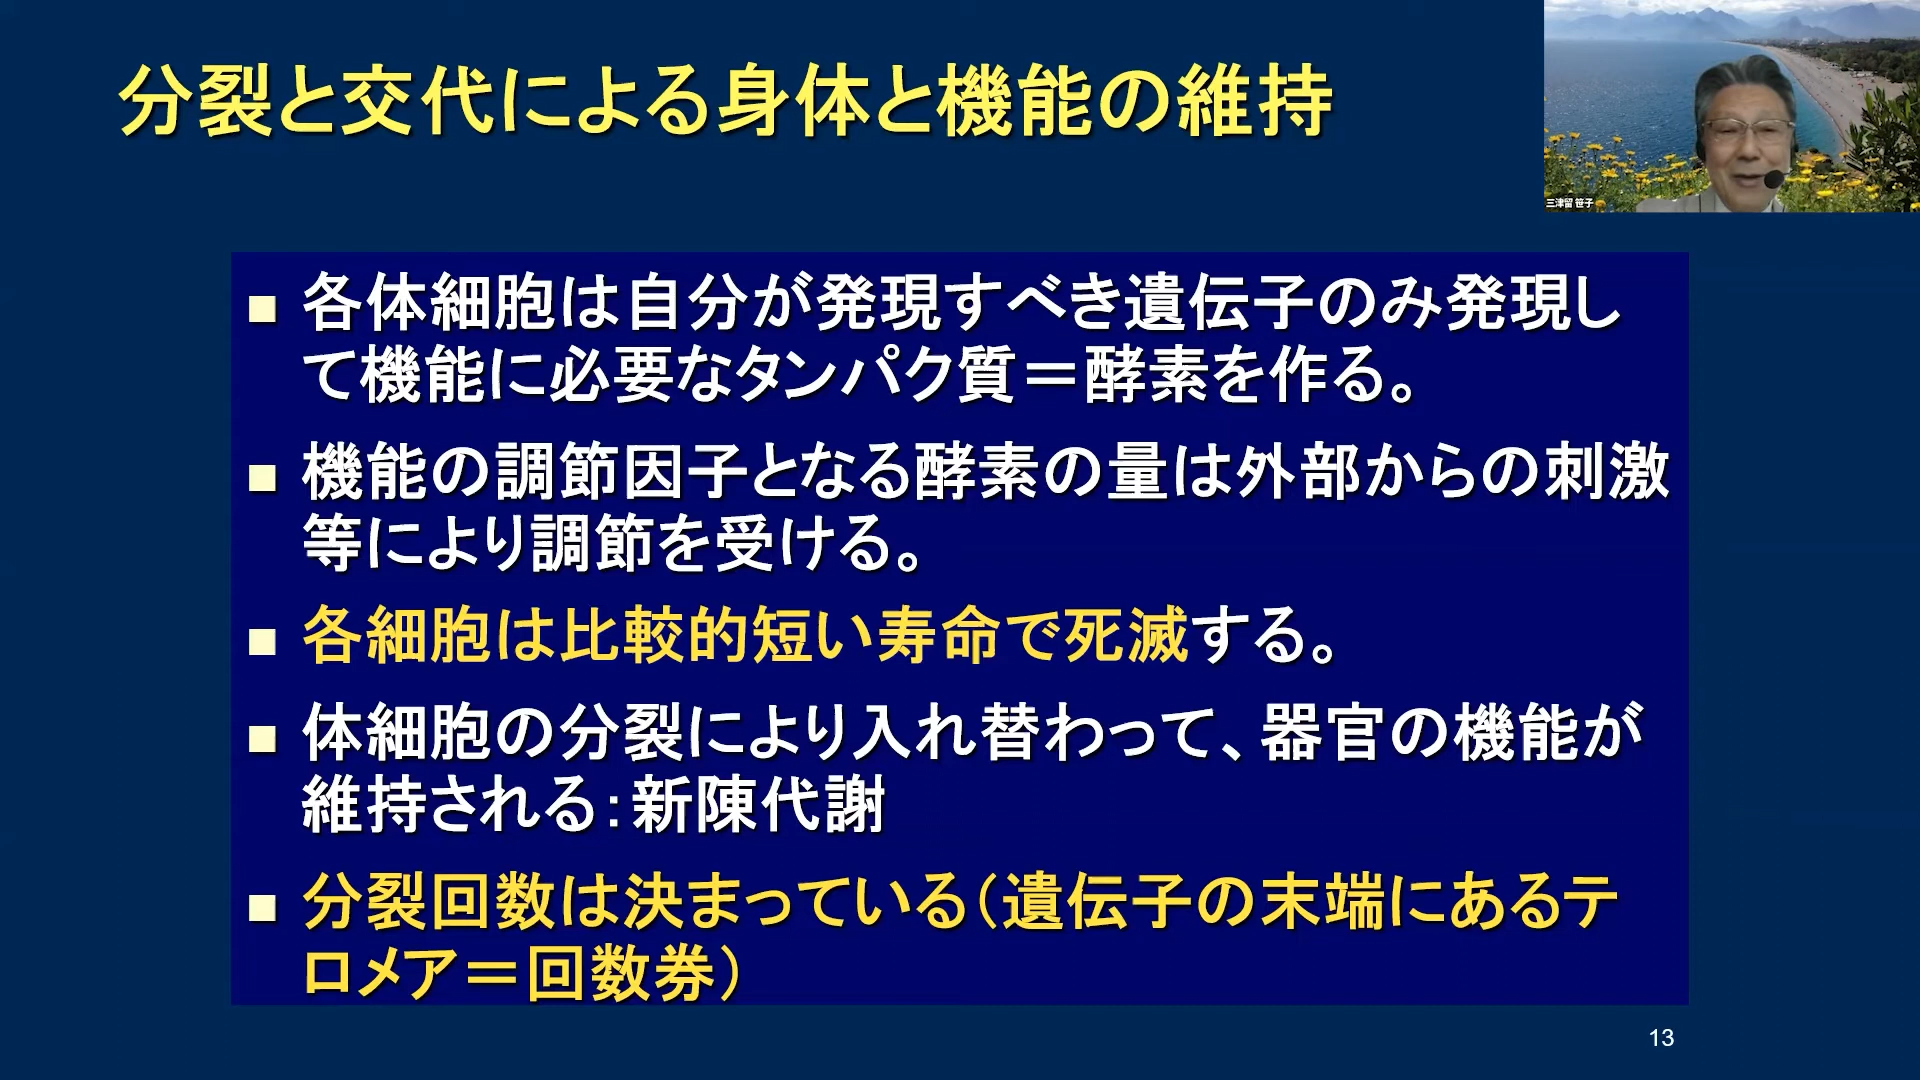 分裂と交代による身体と機能の維持
三津留 笹子
■ 各体細胞は自分が発現すべき遺伝子のみ発現し
て機能に必要なタンパク質＝酵素を作る。
■ 機能の調節因子となる酵素の量は外部からの刺激
等により調節を受ける。
■ 各細胞は比較的短い寿命で死滅する。
■ 体細胞の分裂により入れ替わって、器官の機能が
維持される：新陳代謝
■ 分裂回数は決まっている（遺伝子の末端にあるテ
ロメア＝回数券）
13